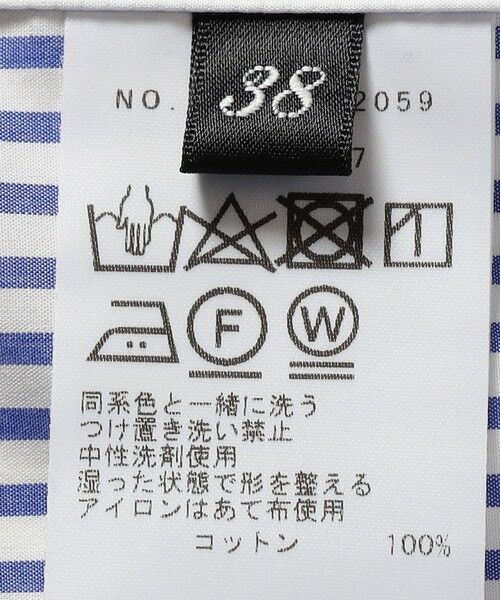 38
NO. 2059
7
F
W
同系色と一緒に洗う
つけ置き洗い禁止
中性洗剤使用
湿った状態で形を整える
アイロンはあて布使用
コットン 100%